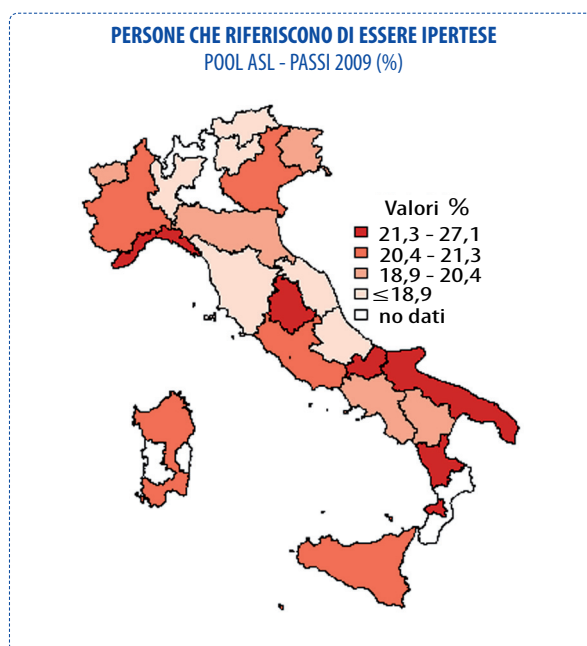 PERSONE CHE RIFERISCONO DI ESSERE IPERTESE
POOL ASL - PASSI 2009 (%)
Valori %
21,3 - 27,1
20,4 - 21,3
18,9 - 20,4
≤18,9
no dati